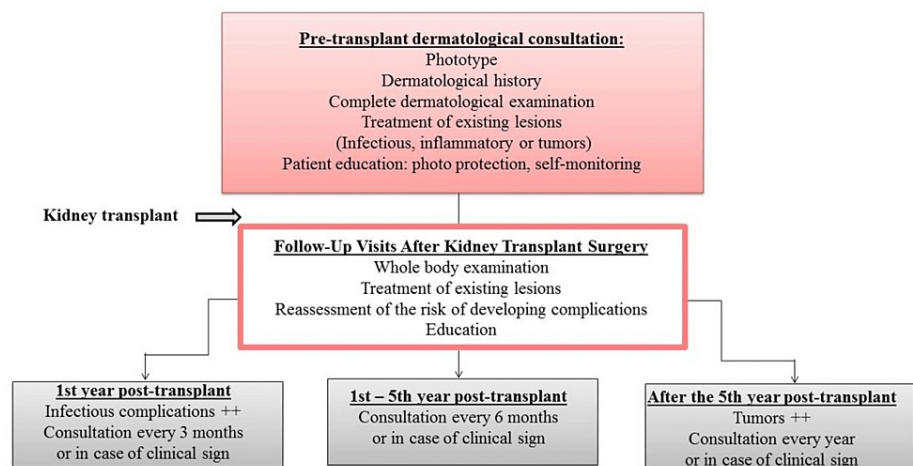 Pre-transplant dermatological consultation:
Phototype
Dermatological history
Complete dermatological examination
Treatment of existing lesions
(Infectious, inflammatory or tumors)
Patient education: photo protection, self-monitoring
Kidney transplant
Follow-Up Visits After Kidney Transplant Surgery
Whole body examination
Treatment of existing lesions
Reassessment of the risk of developing complications
Education
1st year post-transplant
Infectious complications ++
Consultation every 3 months
or in case of clinical sign
1st – 5th year post-transplant
Consultation every 6 months
or in case of clinical sign
After the 5th year post-transplant
Tumors ++
Consultation every year
or in case of clinical sign